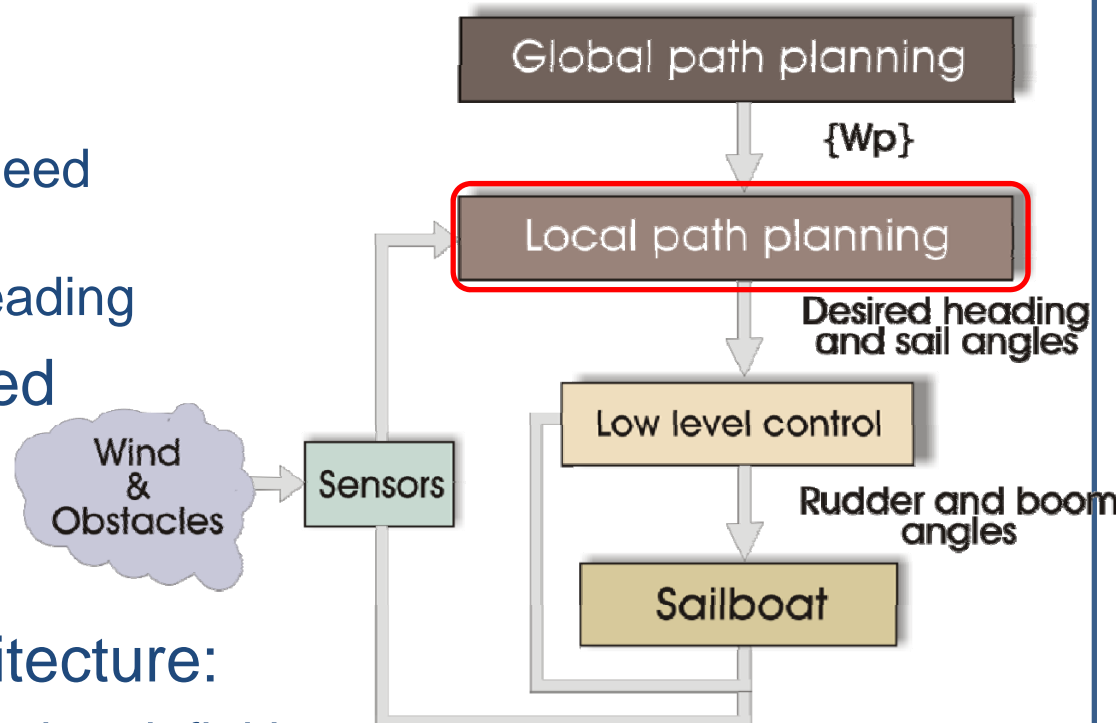 Global path planning
{Wp}
eed
Local path planning
eading
Desired heading
and sail angles
ed
Low level control
Wind
&
Obstacles
Sensors
Rudder and boom
angles
Sailboat
itecture: